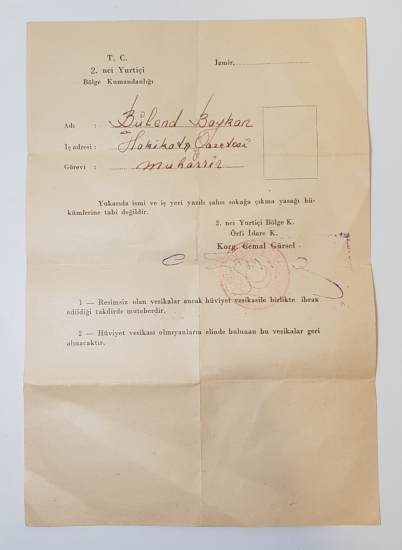 T. C.
2. nci Yurtiçi
Bölge Kumandanlığı
İzmir,
Adı : Bülend Baykan
İş adresi : Hakikat Gazetesi
Görevi : muharrir
Yukarıda ismi ve iş yeri yazılı şahıs sokağa çıkma yasağı hü-
kümlerine tabi değildir.
2. nci Yurtiçi Bölge K.
Örfi İdare K.
Korg. Cemal Gürsel
1 — Resimsiz olan vesikalar ancak hüviyet vesikasile birlikte ibraz
edildiği takdirde muteberdir.
2 — Hüviyet vesikası olmıyanların elinde bulunan bu vesikalar geri
alınacaktır.